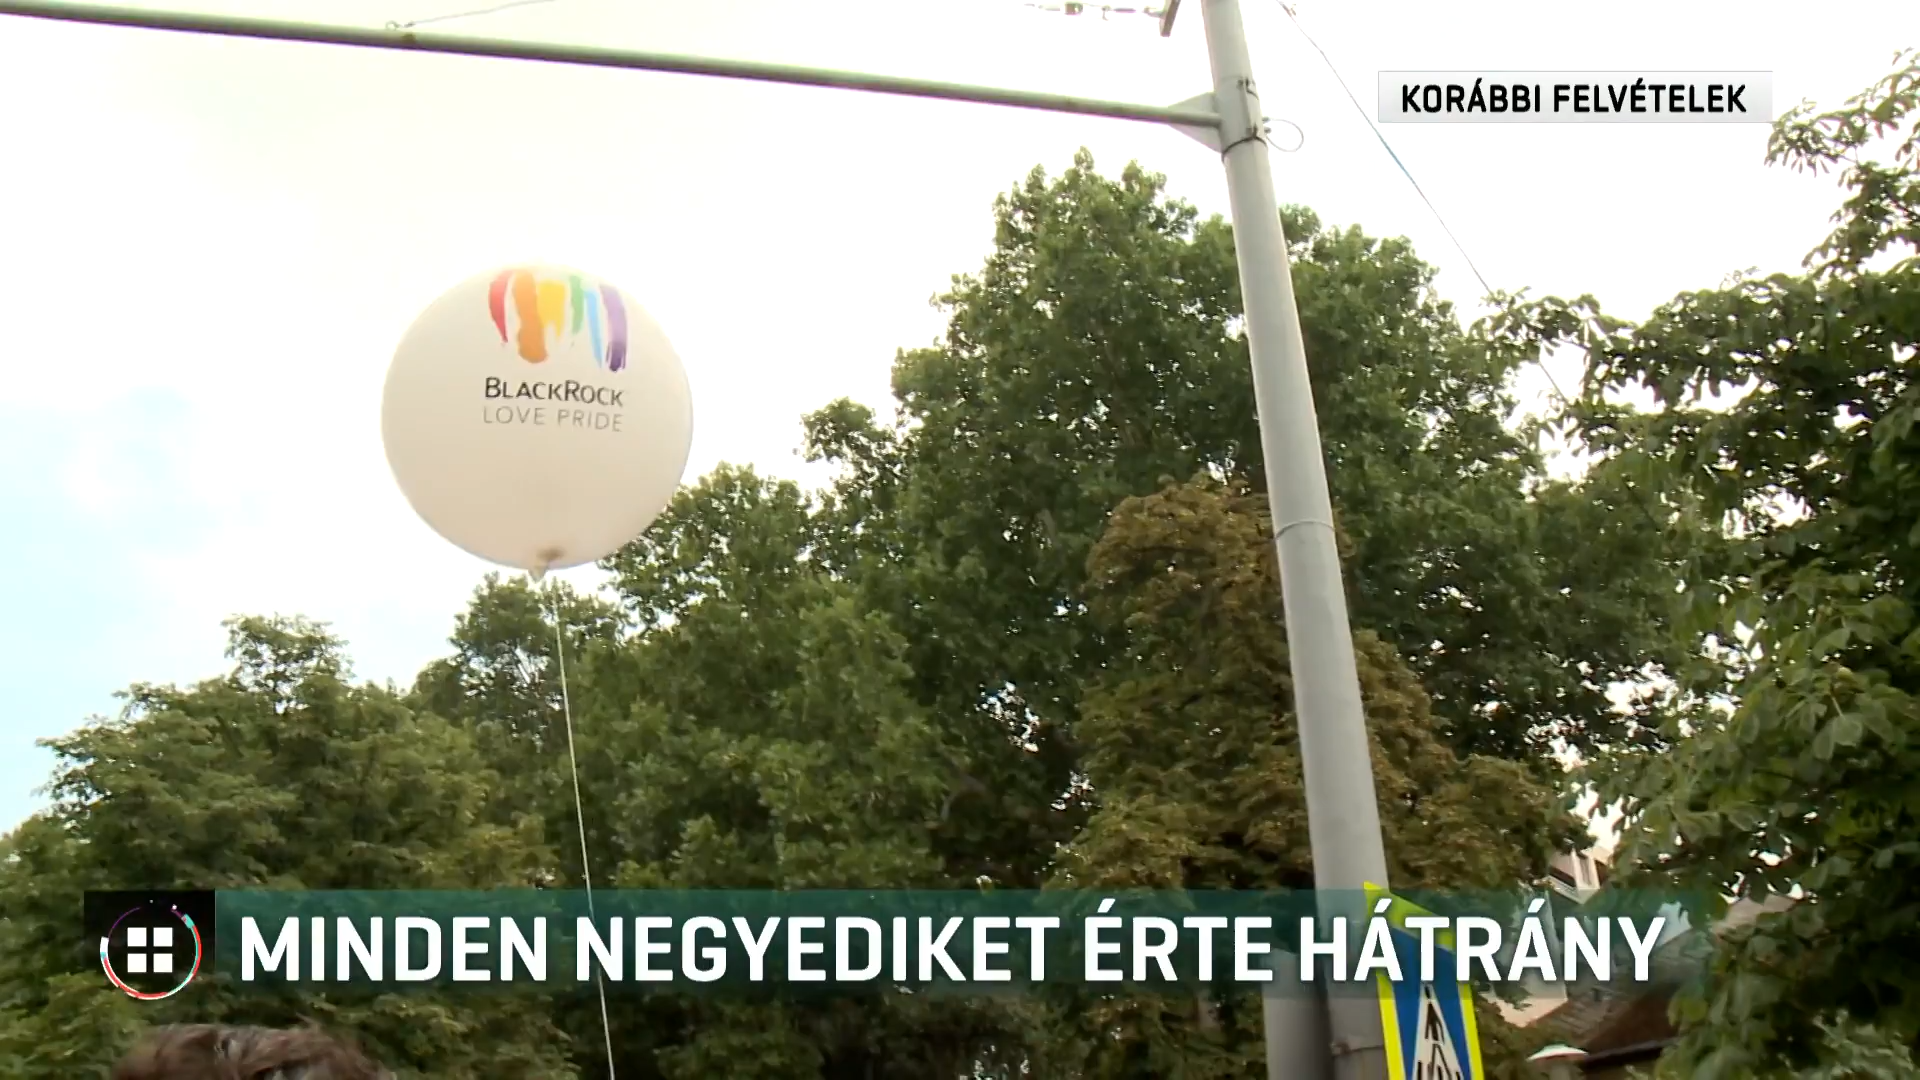 KORÁBBI FELVÉTELEK
BLACKROCK
LOVE PRIDE
MINDEN NEGYEDIKET ÉRTE HÁTRÁNY